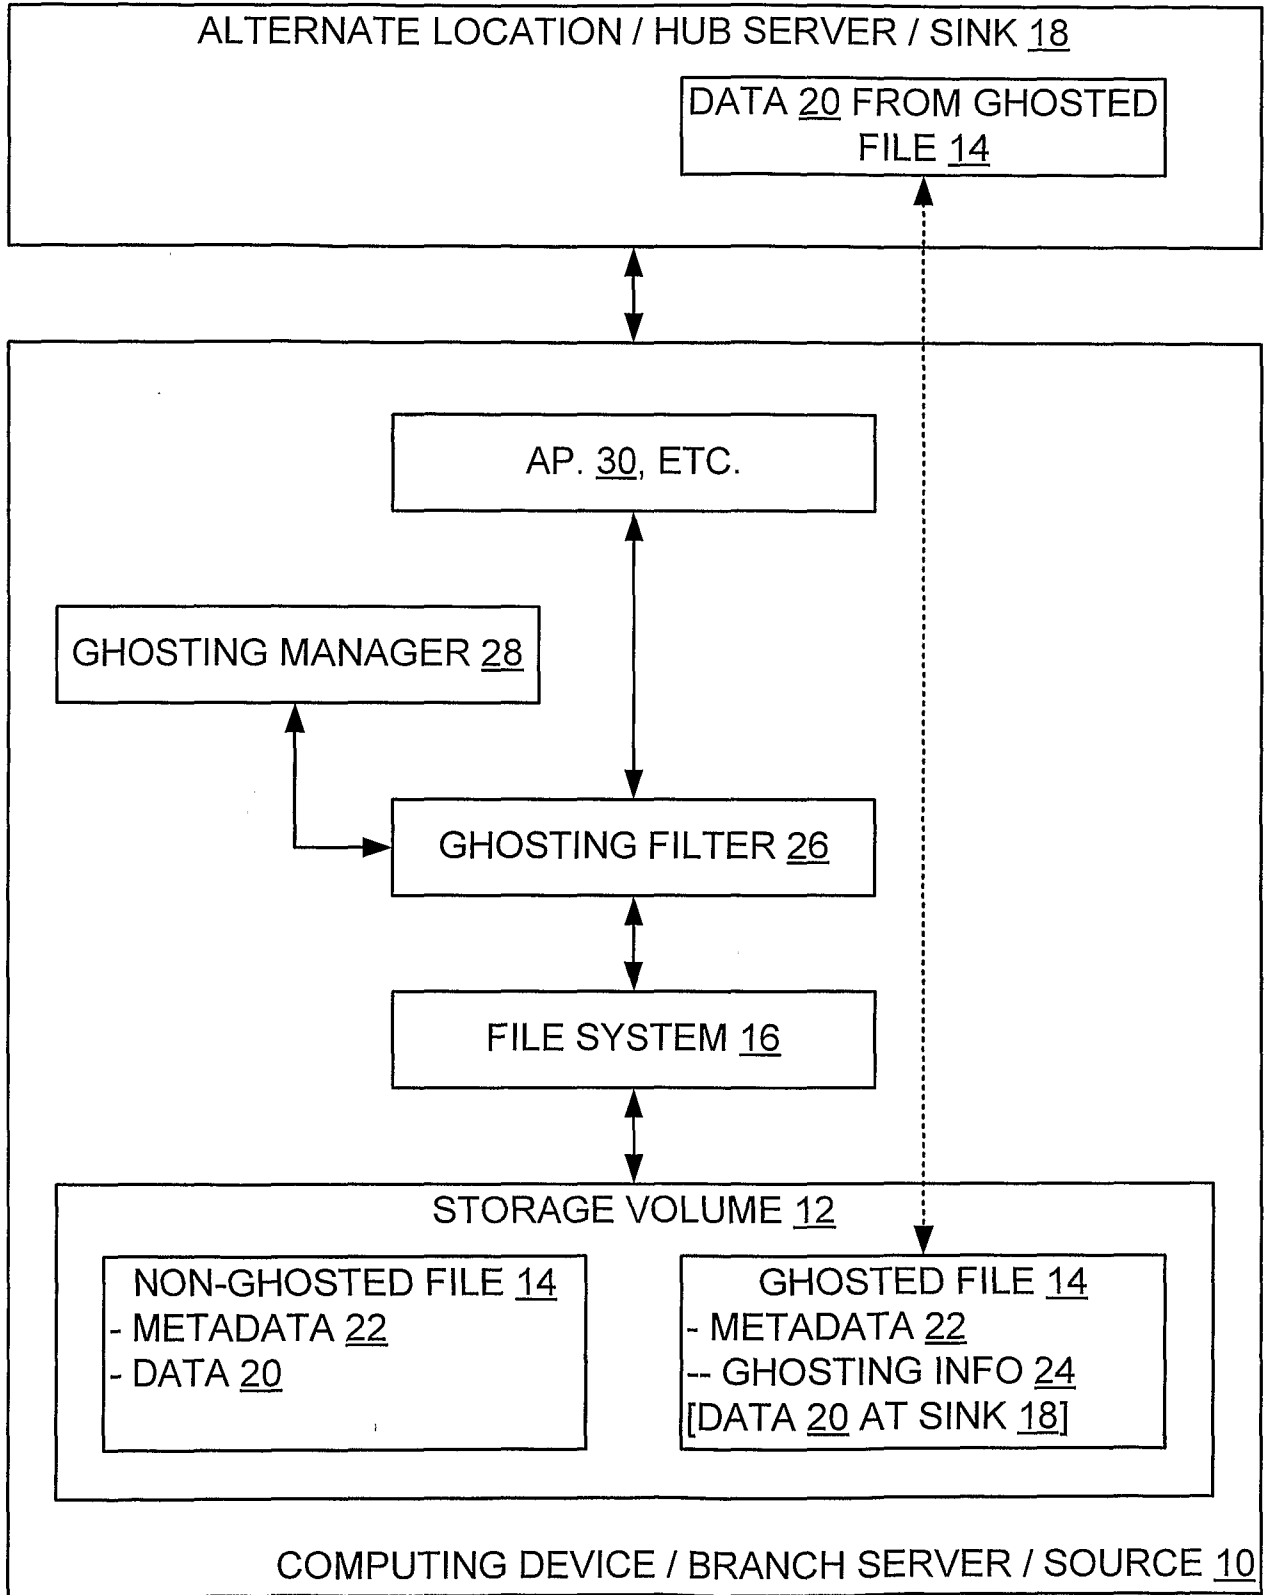 ALTERNATE LOCATION / HUB SERVER / SINK 18
DATA 20 FROM GHOSTED
FILE 14
AP. 30, ETC.
GHOSTING MANAGER 28
GHOSTING FILTER 26
FILE SYSTEM 16
STORAGE VOLUME 12
NON-GHOSTED FILE 14
- METADATA 22
- DATA 20
GHOSTED FILE 14
- METADATA 22
-- GHOSTING INFO 24
[DATA 20 AT SINK 18]
COMPUTING DEVICE / BRANCH SERVER / SOURCE 10